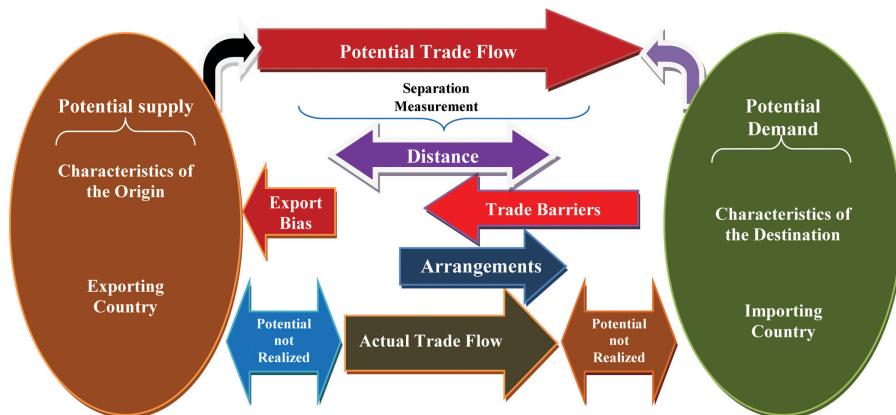 Potential Trade Flow
Separation
Measurement
Potential supply
Characteristics of
the Origin
Exporting
Country
Distance
Export
Bias
Trade Barriers
Arrangements
Potential
not
Realized
Actual Trade Flow
Potential
not
Realized
Potential
Demand
Characteristics of
the Destination
Importing
Country